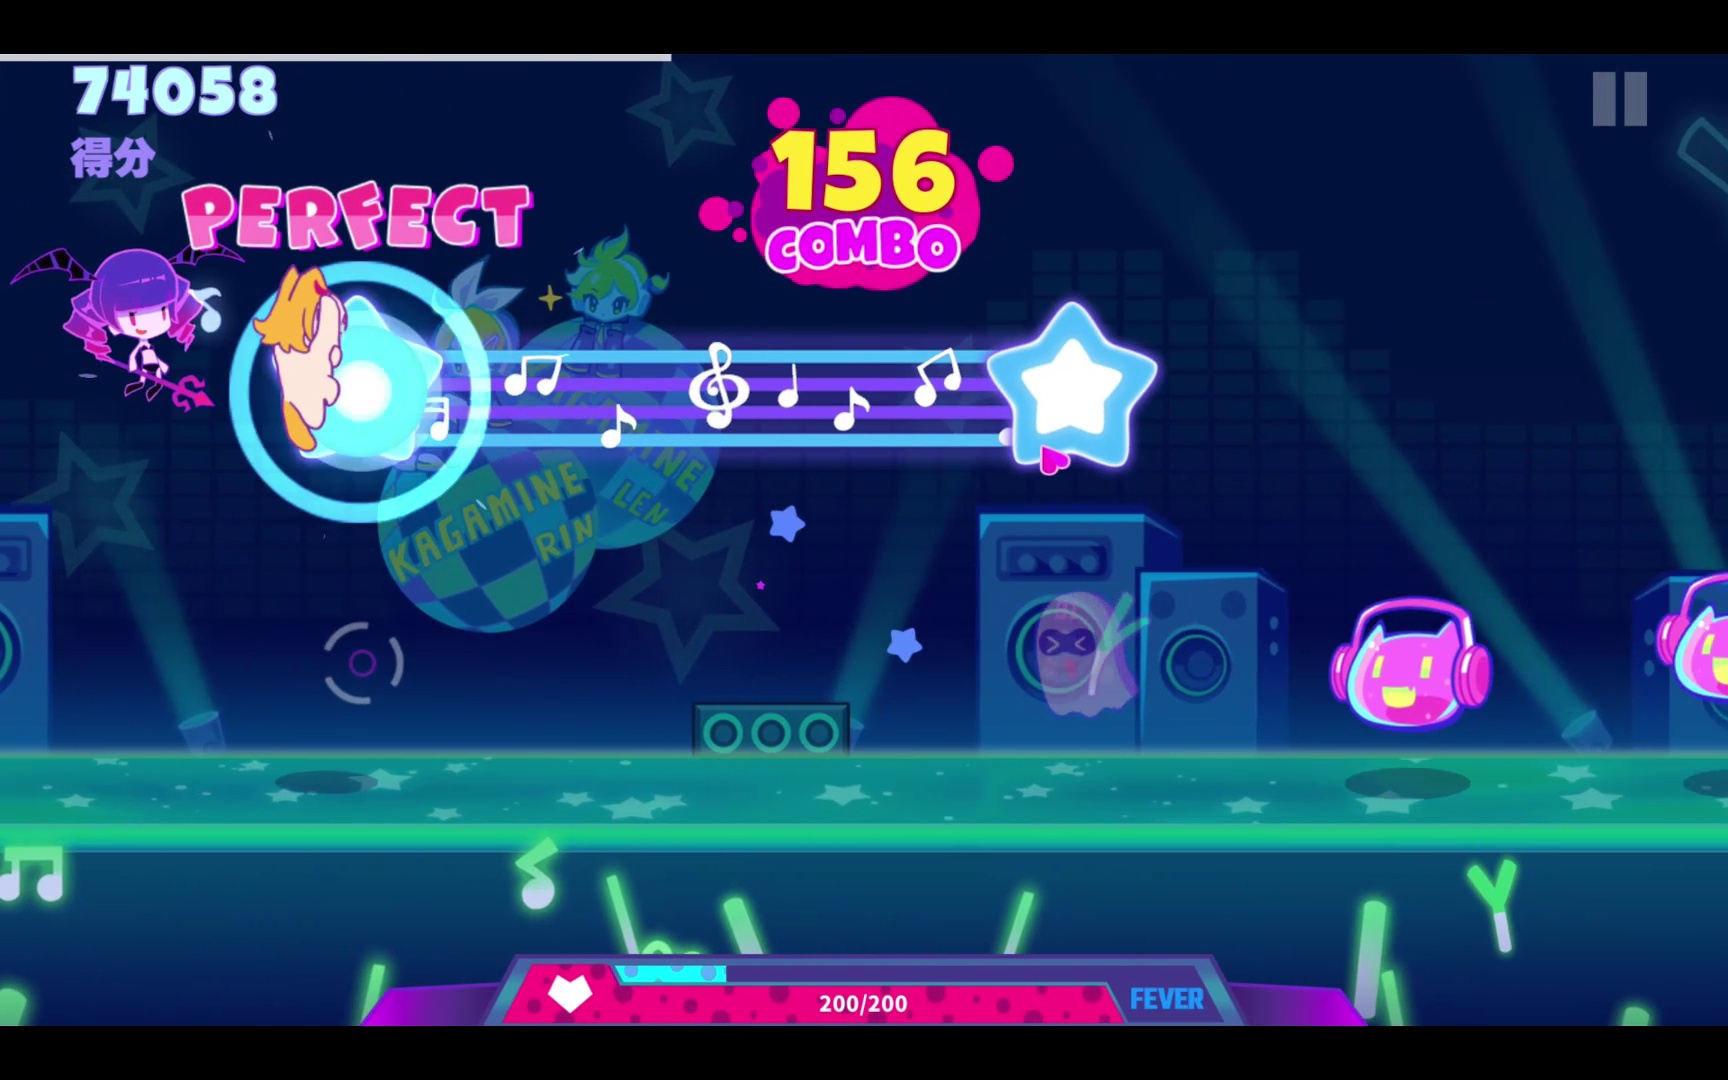 74058
得分
PERFECT
156
COMBO
KAGAMINE
RIN
LEN
200/200
FEVER